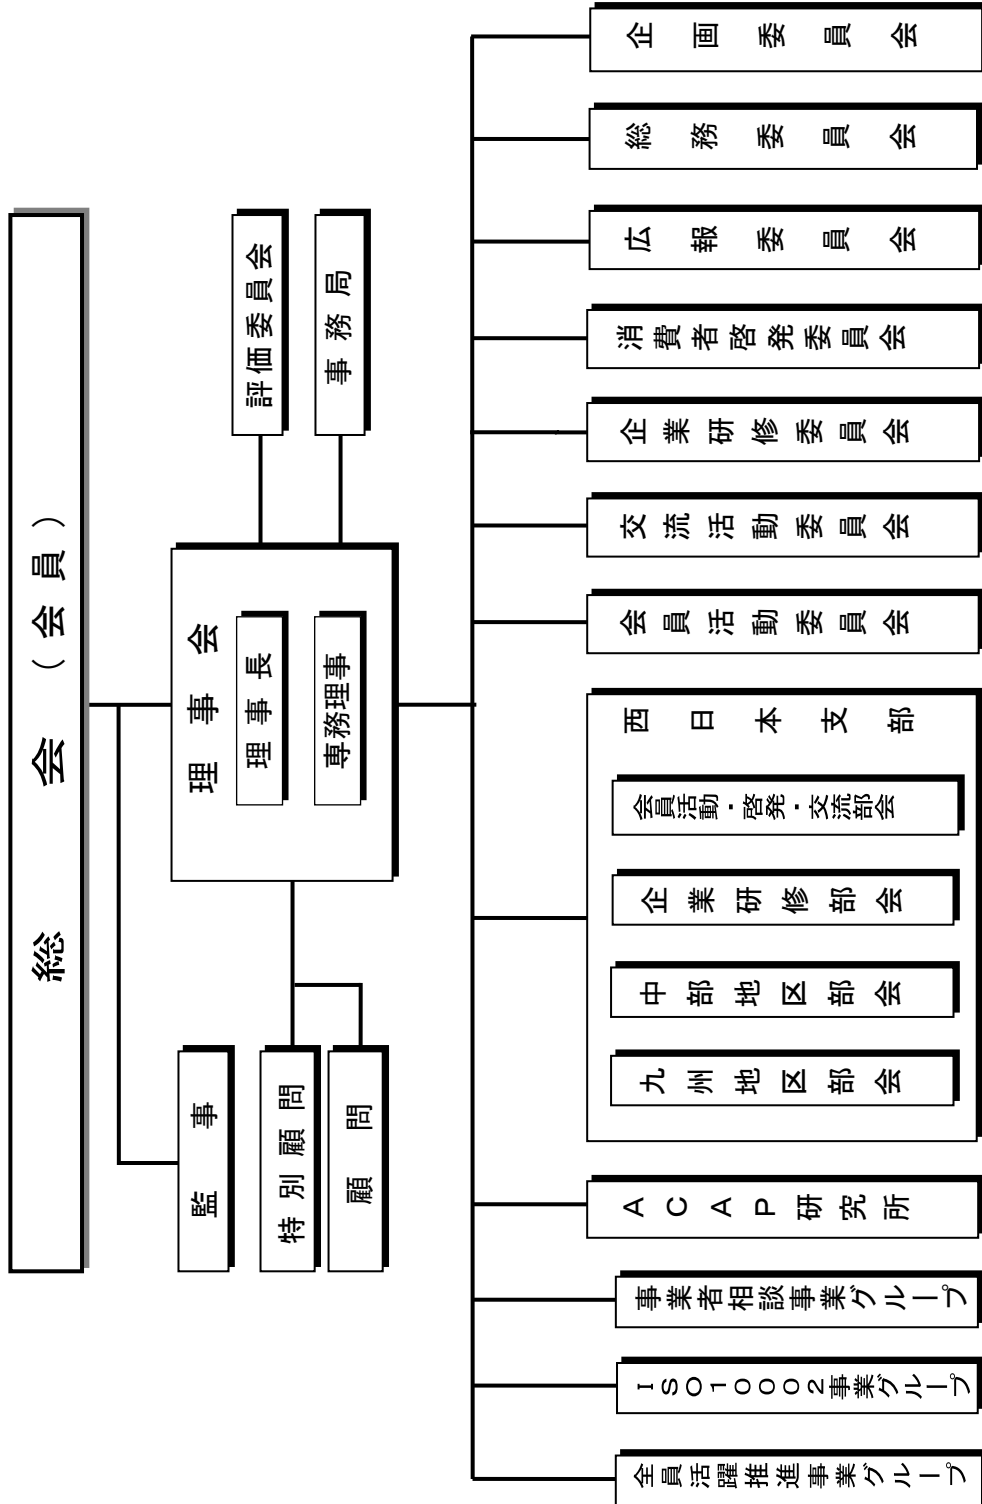 総会（会員）
監事
特別顧問
顧問
理事会
理事長
専務理事
評価委員会
事務局
全員活躍推進事業グループ
ＩＳＯ１０００２事業グループ
事業者相談事業グループ
ＡＣＡＰ研究所
西日本支部
九州地区部会
中部地区部会
企業研修部会
会員活動・啓発・交流部会
会員活動委員会
交流活動委員会
企業研修委員会
消費者啓発委員会
広報委員会
総務委員会
企画委員会